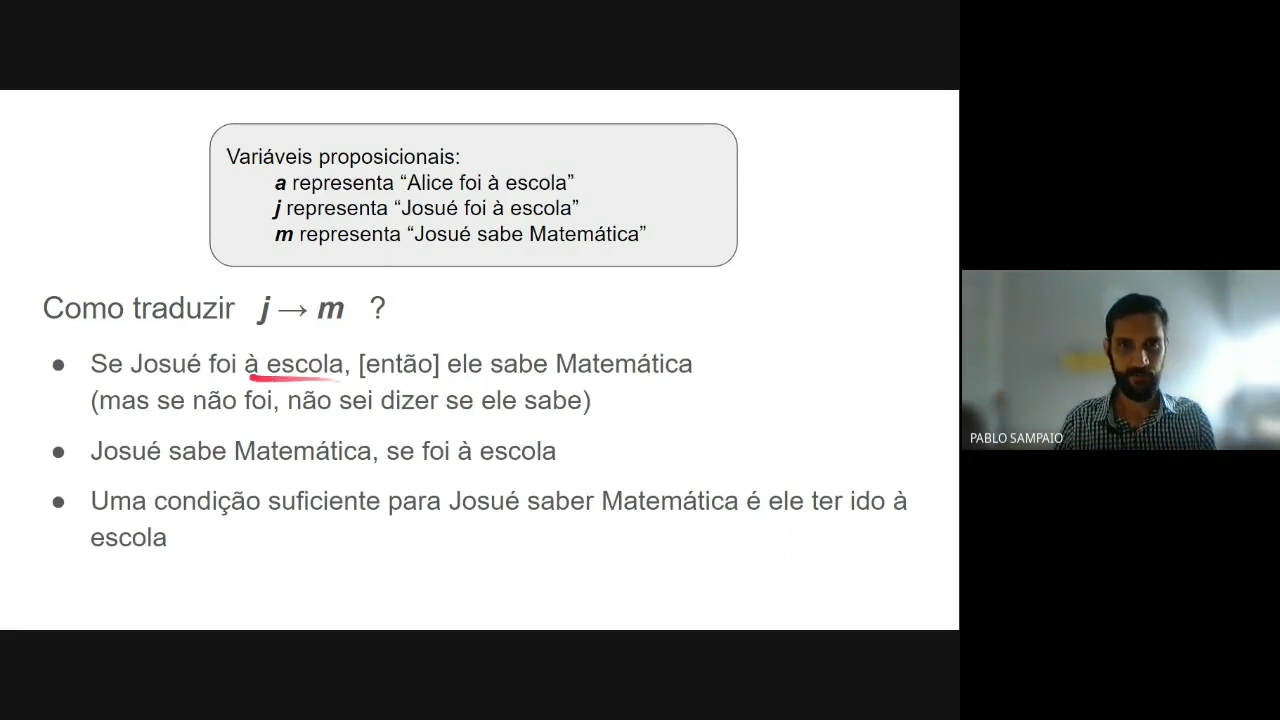 Variáveis proposicionais:
a representa “Alice foi à escola”
j representa “Josué foi à escola”
m representa “Josué sabe Matemática”
Como traduzir j → m ?
● Se Josué foi à escola, [então] ele sabe Matemática
(mas se não foi, não sei dizer se ele sabe)
● Josué sabe Matemática, se foi à escola
● Uma condição suficiente para Josué saber Matemática é ele ter ido à
escola
PABLO SAMPAIO